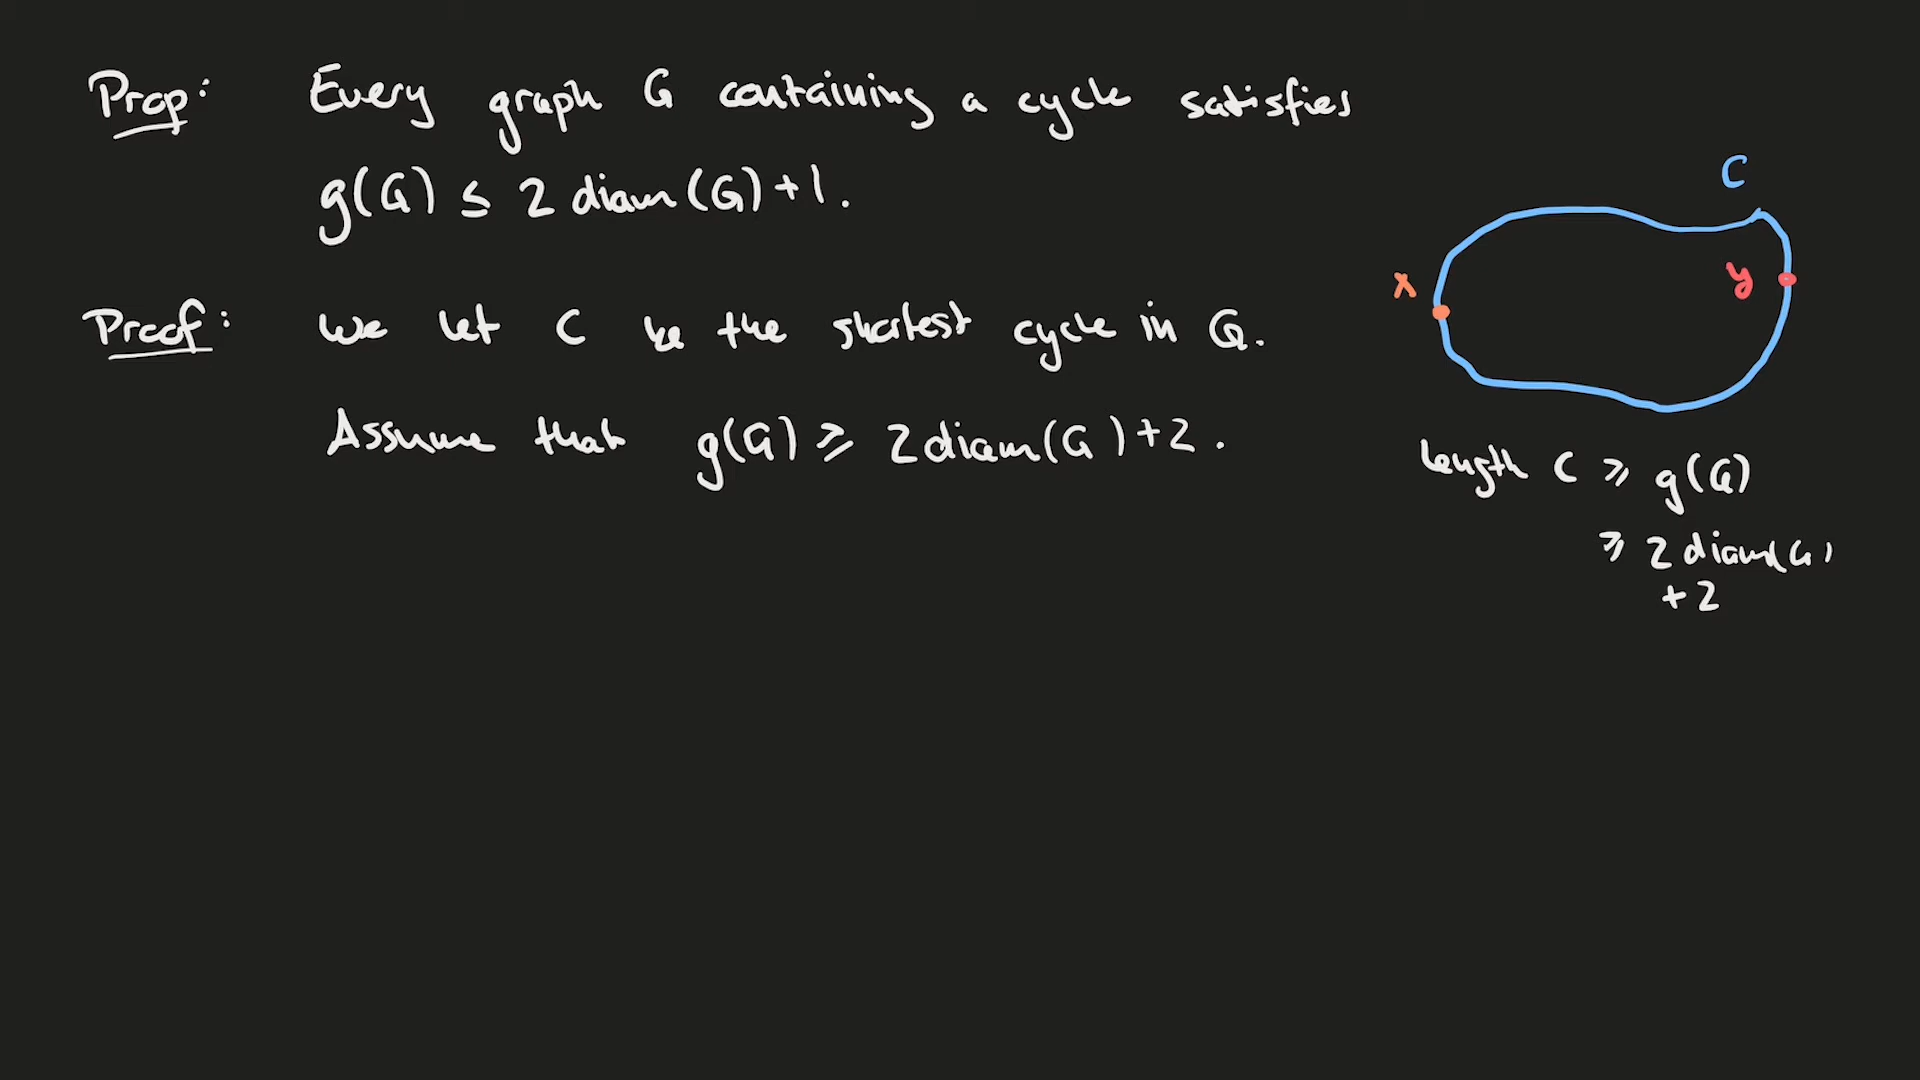 Prop: Every graph G containing a cycle satisfies
g(G) ≤ 2 diam(G)+1.
Proof: We let C be the shortest cycle in G.
Assume that g(G) ≥ 2diam(G)+2.
C
x
y
length C ≥ g(G)
≥ 2 diam(G)
+2